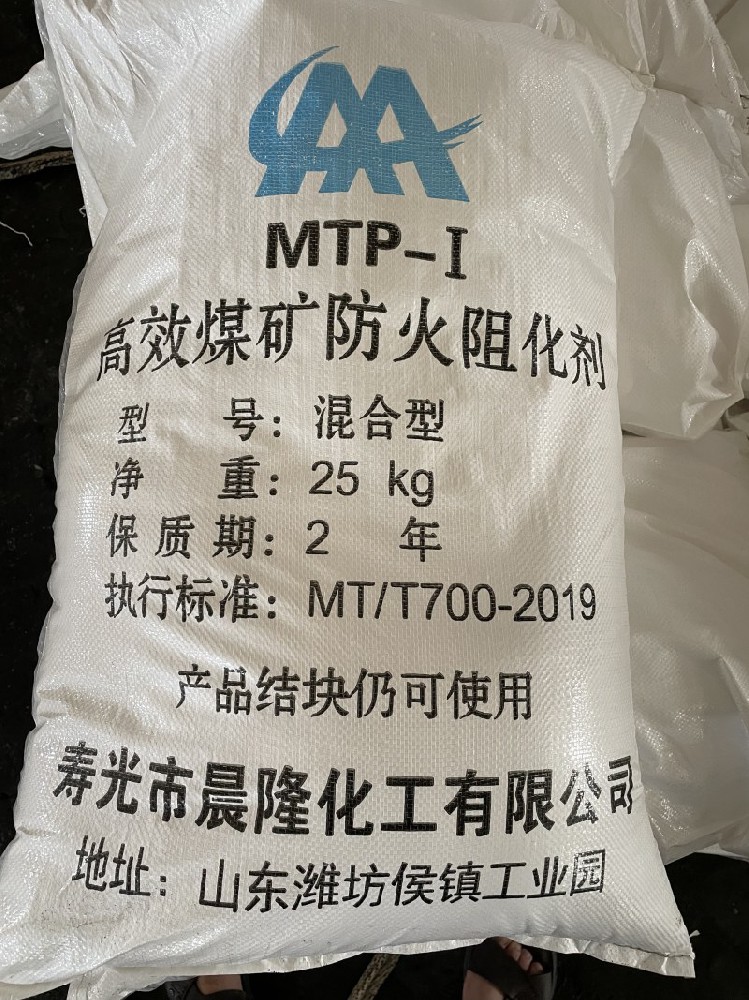 MTP-I
高效煤矿防火阻化剂
型 号：混合型
净 重：25 kg
保质期：2 年
执行标准：MT/T700-2019
产品结块仍可使用
寿光市晨隆化工有限公司
地址：山东潍坊侯镇工业园